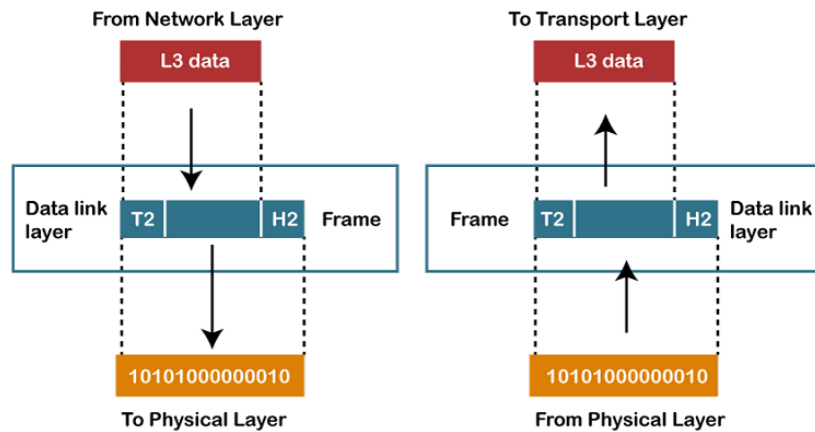 From Network Layer
L3 data
Data link
layer
T2
H2
Frame
10101000000010
To Physical Layer
To Transport Layer
L3 data
Frame
T2
H2
Data link
layer
10101000000010
From Physical Layer